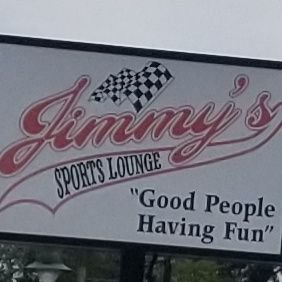 Jimmy's
SPORTS LOUNGE
"Good People
Having Fun"